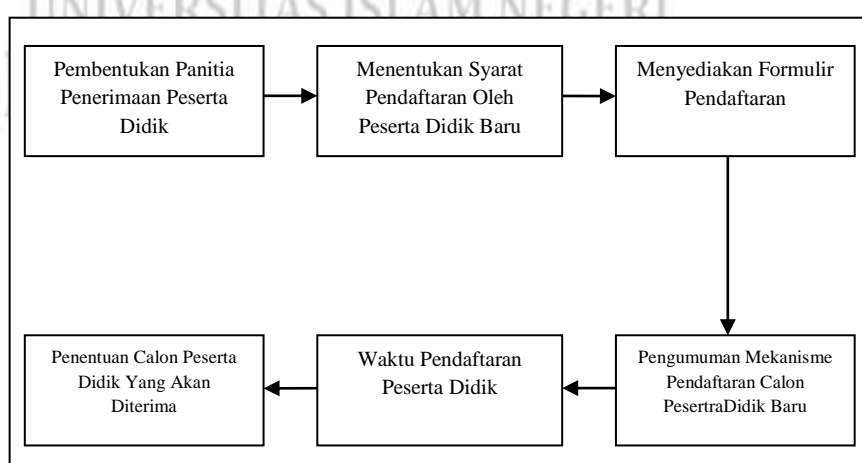 UNIVERSITAS ISLAM NEGERI
Pembentukan Panitia
Penerimaan Peserta
Didik
Menentukan Syarat
Pendaftaran Oleh
Peserta Didik Baru
Menyediakan Formulir
Pendaftaran
Pengumuman Mekanisme
Pendaftaran Calon
PesertraDidik Baru
Waktu Pendaftaran
Peserta Didik
Penentuan Calon Peserta
Didik Yang Akan
Diterima